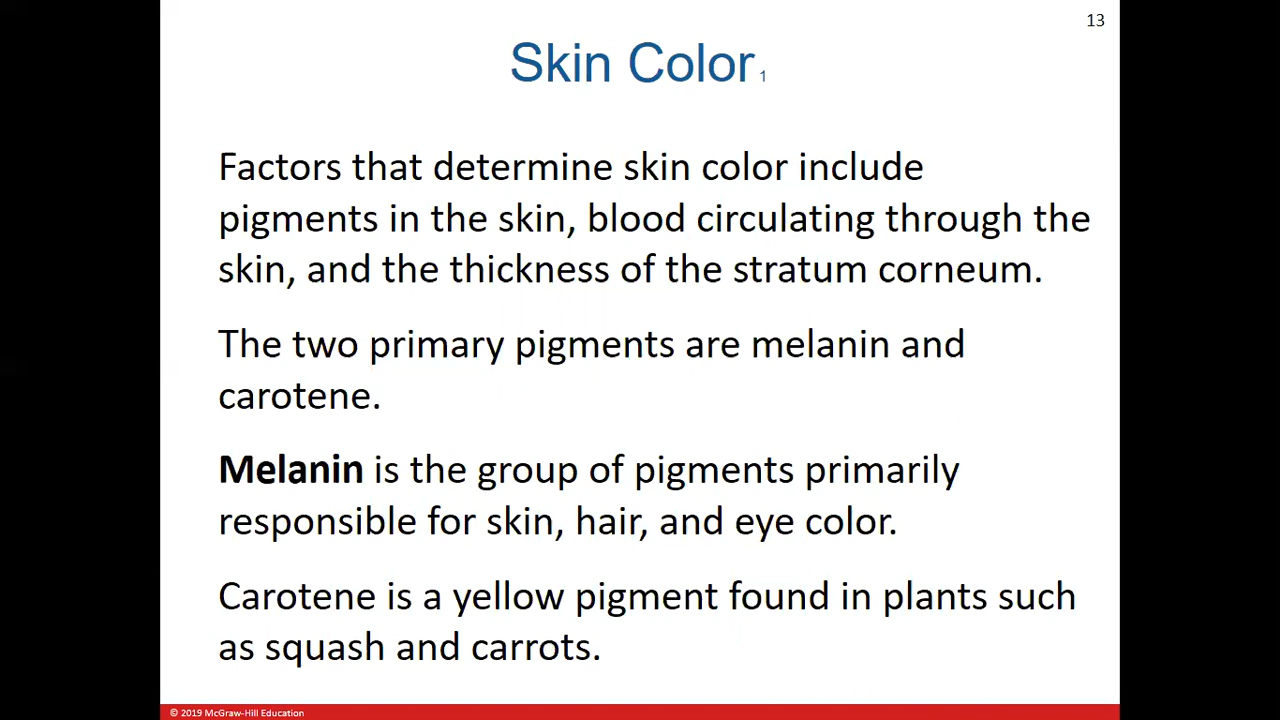 13
Skin Color 1
Factors that determine skin color include
pigments in the skin, blood circulating through the
skin, and the thickness of the stratum corneum.
The two primary pigments are melanin and
carotene.
Melanin is the group of pigments primarily
responsible for skin, hair, and eye color.
Carotene is a yellow pigment found in plants such
as squash and carrots.
© 2019 McGraw-Hill Education